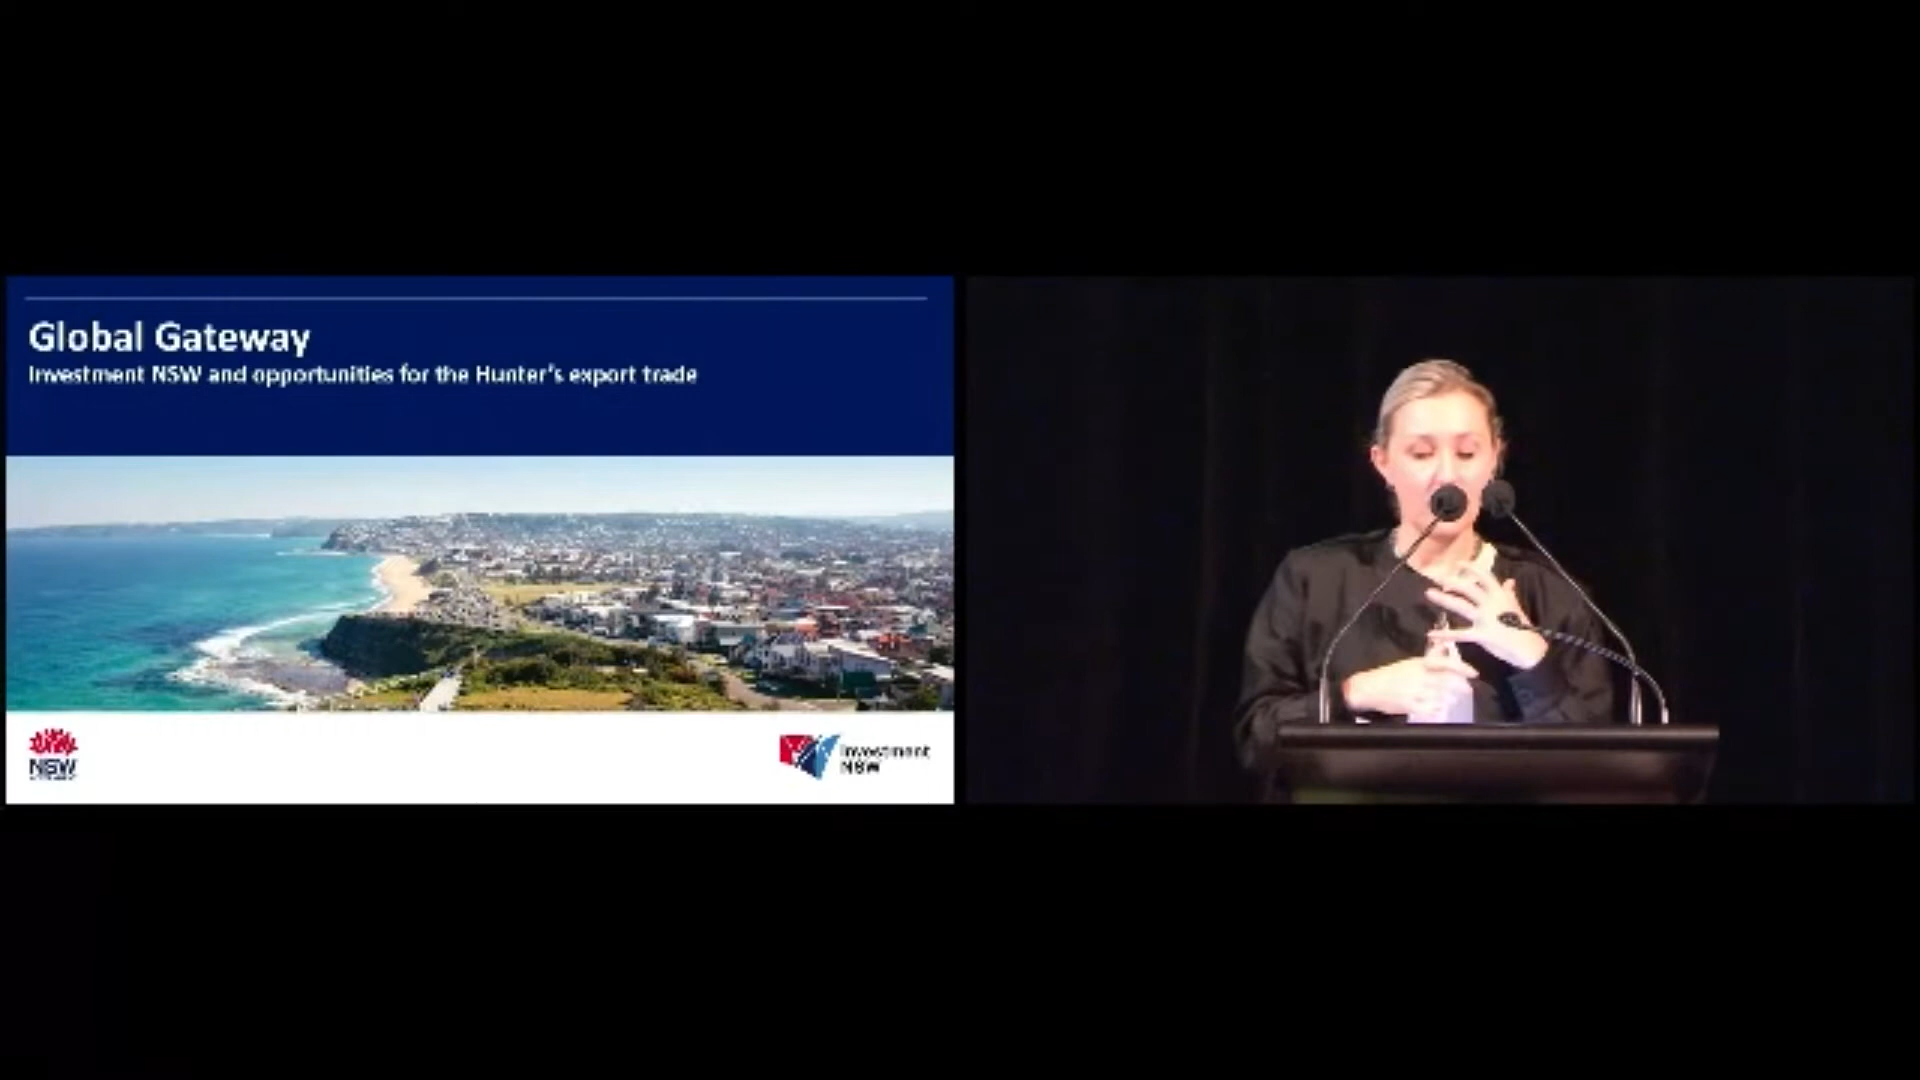 Global Gateway
Investment NSW and opportunities for the Hunter's export trade
NSW
Investment
NSW